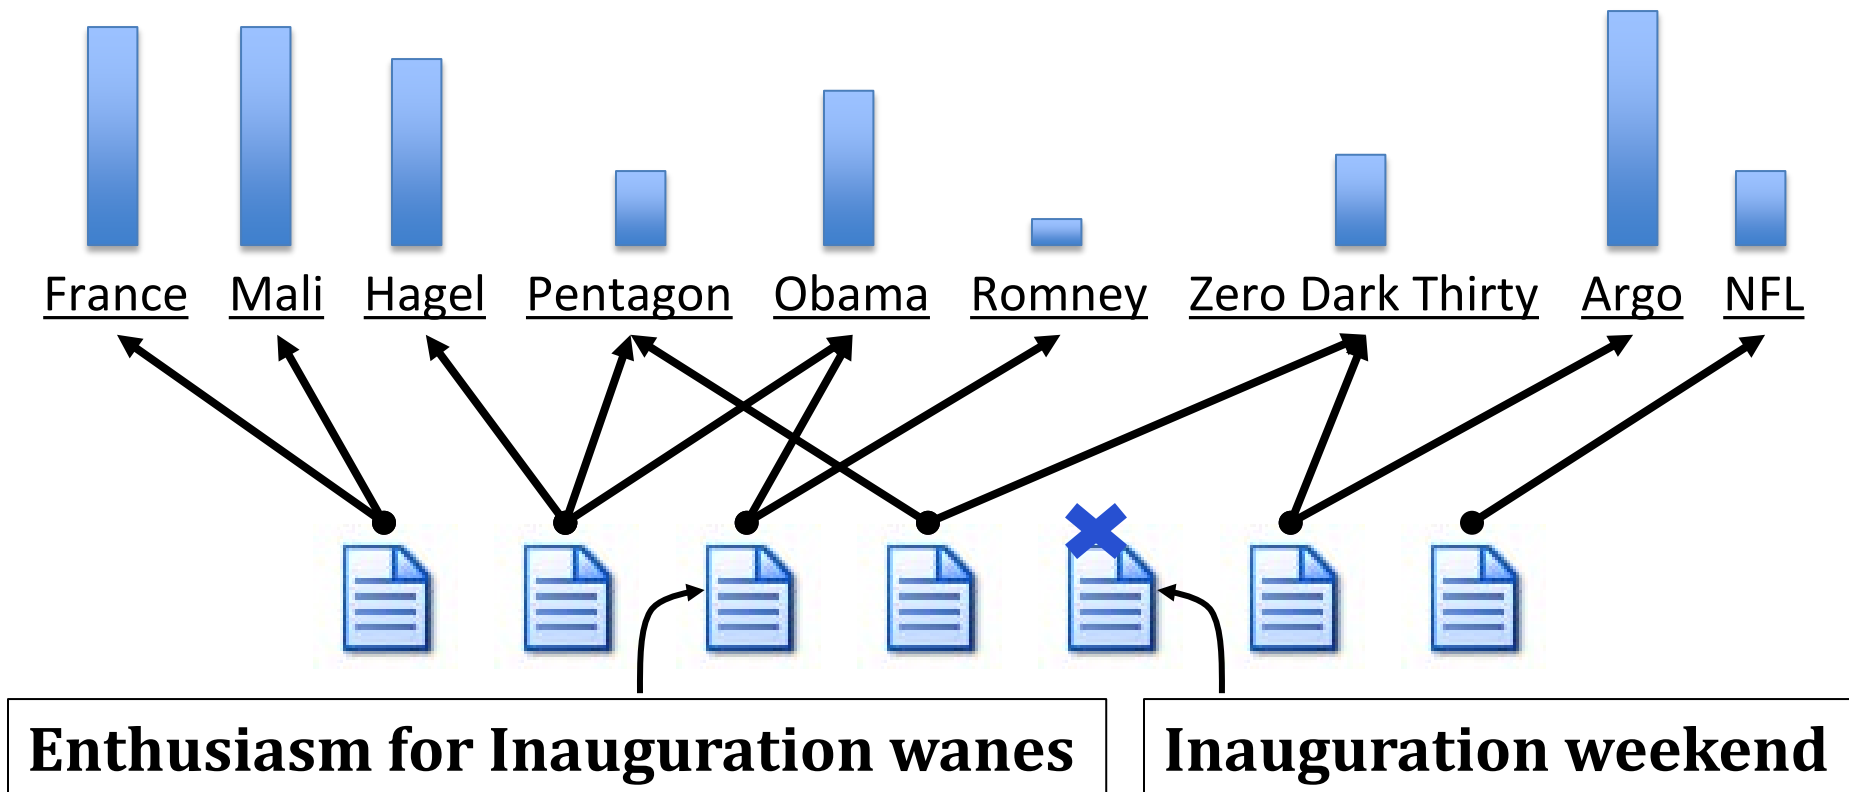 France Mali Hagel Pentagon Obama Romney Zero Dark Thirty Argo NFL
Enthusiasm for Inauguration wanes
Inauguration weekend